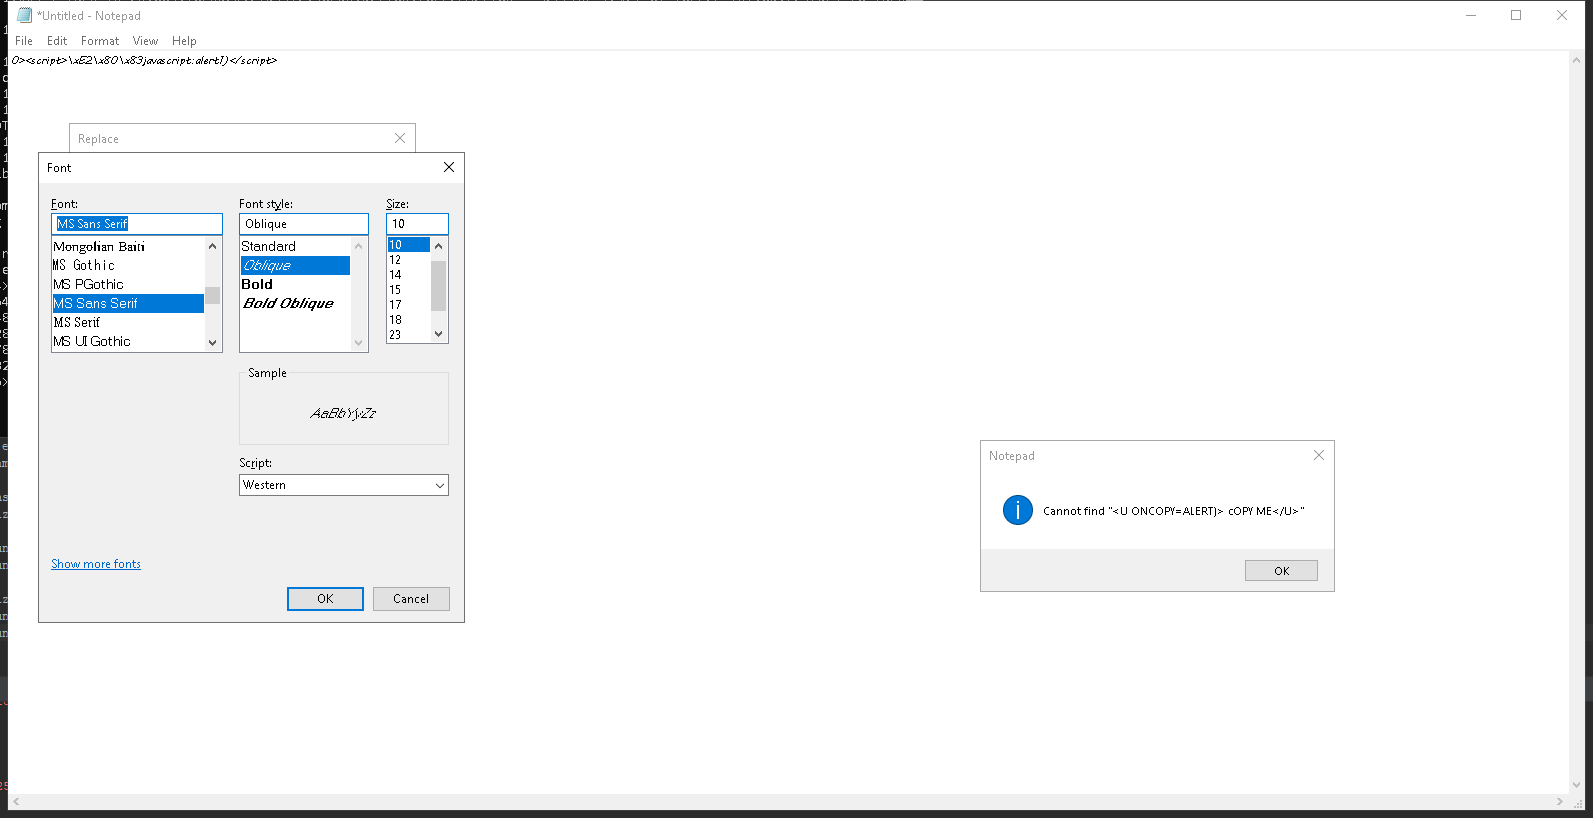 *Untitled - Notepad
File Edit Format View Help
O><script>\xE2\x80\x83javascript:alert1)</script>
Replace
Font
Font:
MS Sans Serif
Mongolian Baiti
MS Gothic
MS PGothic
MS Sans Serif
MS Serif
MS UI Gothic
Font style:
Oblique
Standard
Oblique
Bold
Bold Oblique
Size:
10
10
12
14
15
17
18
23
Sample
AaBbYyZz
Script:
Western
Show more fonts
OK Cancel
Notepad
Cannot find "<U ONCOPY=ALERT)> cOPY ME</U>"
OK